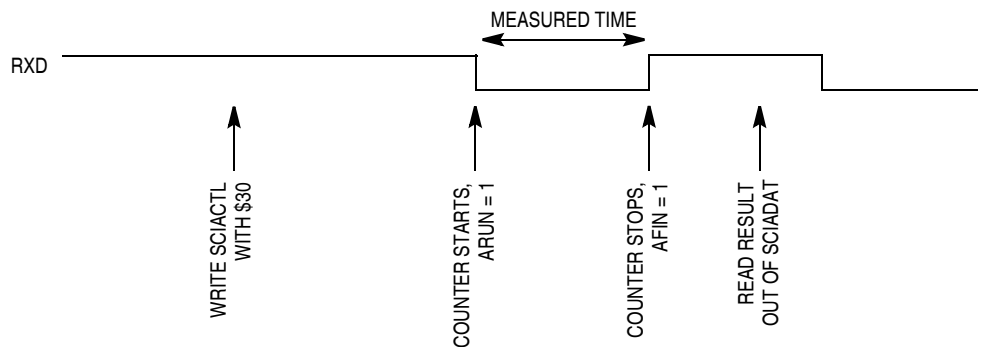 MEASURED TIME
RXD
WRITE SCIACTL
WITH $30
COUNTER STARTS,
ARUN = 1
COUNTER STOPS,
AFIN = 1
READ RESULT
OUT OF SCIADAT